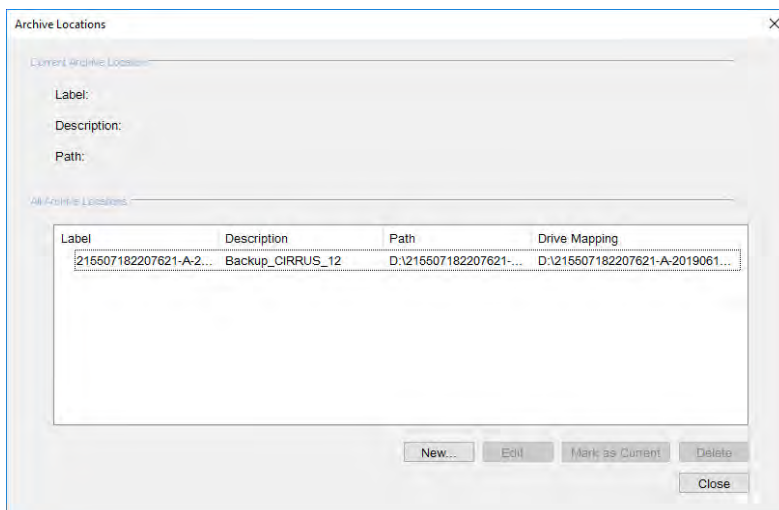 Archive Locations
Current Archive Location
Label:
Description:
Path:
All Archive Locations
Label Description Path Drive Mapping
215507182207621-A-2... Backup_CIRRUS_12 D:\215507182207621-... D:\215507182207621-A-2019061...
New... Edit Mark as Current Delete
Close